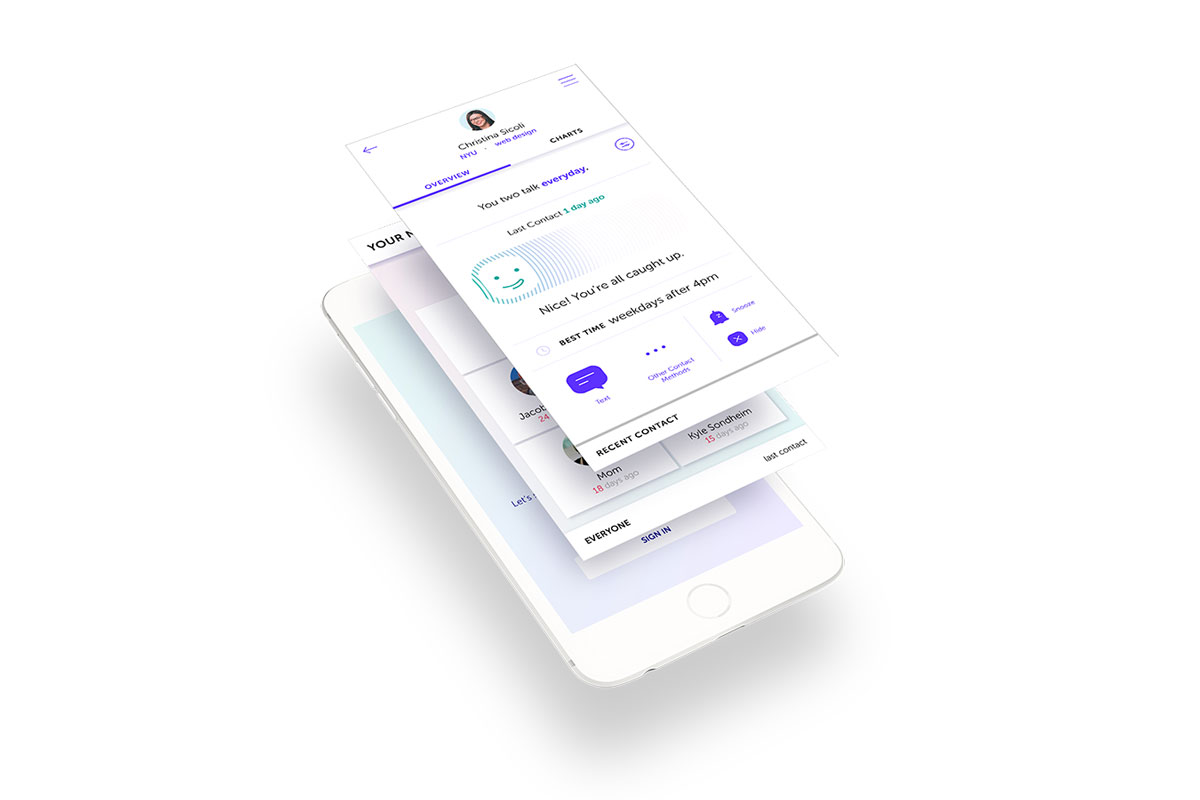 Christina Sicoli
NYU · web design
OVERVIEW
CHARTS
You two talk everyday.
Last Contact 1 day ago
Nice! You're all caught up.
BEST TIME weekdays after 4pm
Text
Other Contact
Methods
z
Snooze
Hide
RECENT CONTACT
YOUR
Jacob
24
Mom
18 days ago
Kyle Sondheim
15 days ago
EVERYONE
last contact
Let's
SIGN IN